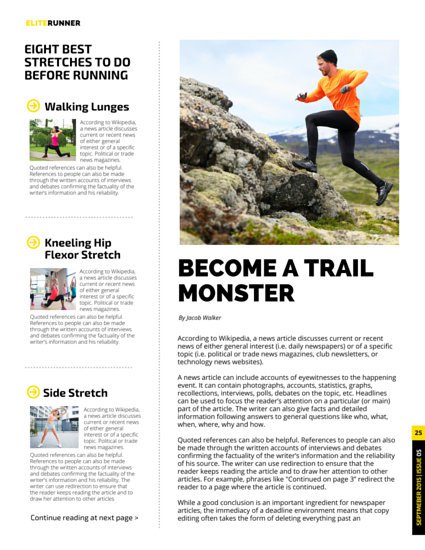 ELITERUNNER
EIGHT BEST
STRETCHES TO DO
BEFORE RUNNING
Walking Lunges
According to Wikipedia,
a news article discusses
current or recent news
of either general
interest or of a specific
topic. Political or trade
news magazines.
Quoted references can also be helpful.
References to people can also be made
through the written accounts of interviews
and debates confirming the factuality of the
writer's information and his reliability.
Kneeling Hip
Flexor Stretch
According to Wikipedia,
a news article discusses
current or recent news
of either general
interest or of a specific
topic. Political or trade
news magazines.
Quoted references can also be helpful.
References to people can also be made
through the written accounts of interviews
and debates confirming the factuality of the
writer's information and his reliability.
Side Stretch
According to Wikipedia,
a news article discusses
current or recent news
of either general
interest or of a specific
topic. Political or trade
news magazines.
Quoted references can also be helpful.
References to people can also be made
through the written accounts of interviews
and debates confirming the factuality of the
writer's information and his reliability. The
writer can use redirection to ensure that
the reader keeps reading the article and to
draw her attention to other articles
Continue reading at next page >
BECOME A TRAIL
MONSTER
By Jacob Walker
According to Wikipedia, a news article discusses current or recent
news of either general interest (i.e. daily newspapers) or of a specific
topic (i.e. political or trade news magazines, club newsletters, or
technology news websites).
A news article can include accounts of eyewitnesses to the happening
event. It can contain photographs, accounts, statistics, graphs,
recollections, interviews, polls, debates on the topic, etc. Headlines
can be used to focus the reader's attention on a particular (or main)
part of the article. The writer can also give facts and detailed
information following answers to general questions like who, what,
when, where, why and how.
Quoted references can also be helpful. References to people can also
be made through the written accounts of interviews and debates
confirming the factuality of the writer's information and the reliability
of his source. The writer can use redirection to ensure that the
reader keeps reading the article and to draw her attention to other
articles. For example, phrases like "Continued on page 3” redirect the
reader to a page where the article is continued.
While a good conclusion is an important ingredient for newspaper
articles, the immediacy of a deadline environment means that copy
editing often takes the form of deleting everything past an
25
SEPTMEBER 2015 | ISSUE 05